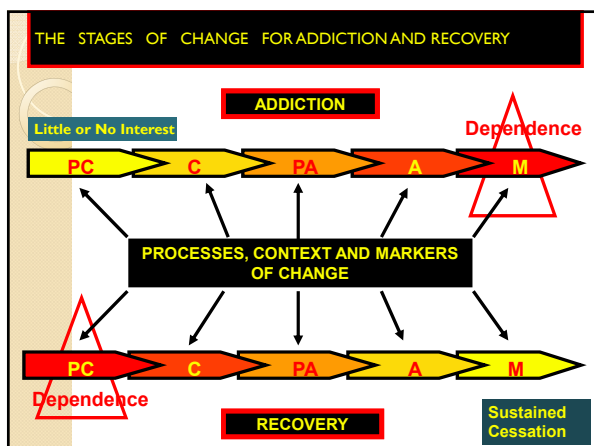 THE STAGES OF CHANGE FOR ADDICTION AND RECOVERY
ADDICTION
Little or No Interest
Dependence
PC C PA A M
PROCESSES, CONTEXT AND MARKERS
OF CHANGE
PC C PA A M
Dependence
RECOVERY
Sustained
Cessation